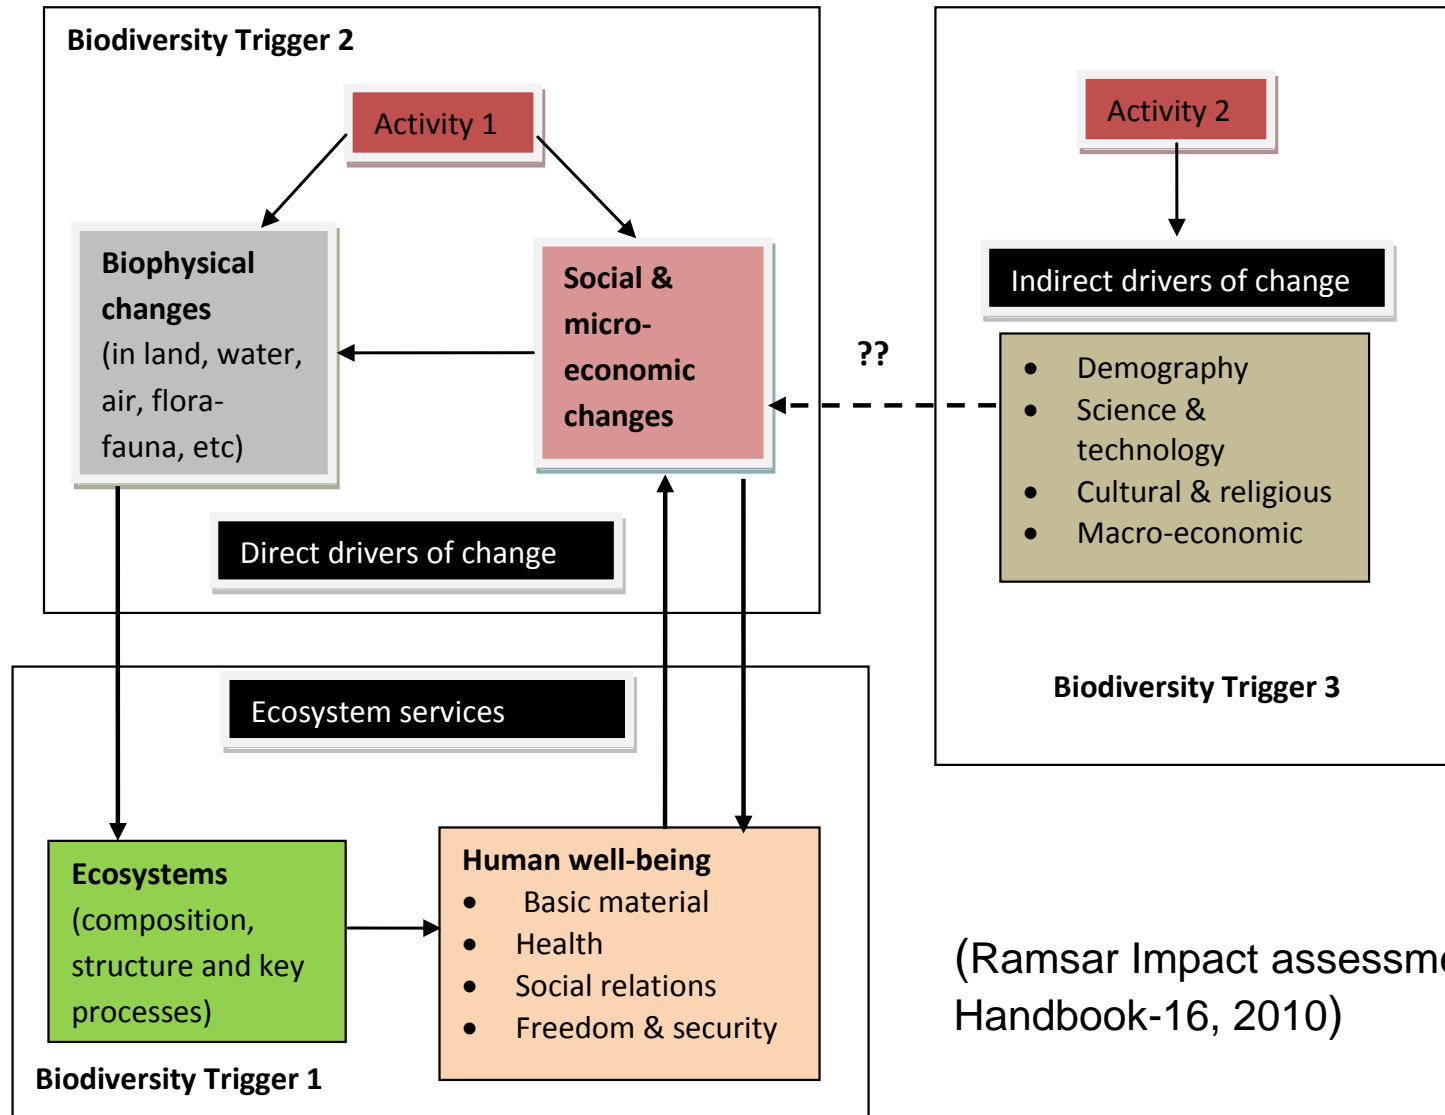 Biodiversity Trigger 2
Activity 1
Biophysical
changes
(in land, water,
air, flora-
fauna, etc)
Social &
micro-
economic
changes
Direct drivers of change
??
Activity 2
Indirect drivers of change
• Demography
• Science &
technology
• Cultural & religious
• Macro-economic
Biodiversity Trigger 3
Ecosystem services
Ecosystems
(composition,
structure and key
processes)
Human well-being
• Basic material
• Health
• Social relations
• Freedom & security
Biodiversity Trigger 1
(Ramsar Impact assessme
Handbook-16, 2010)